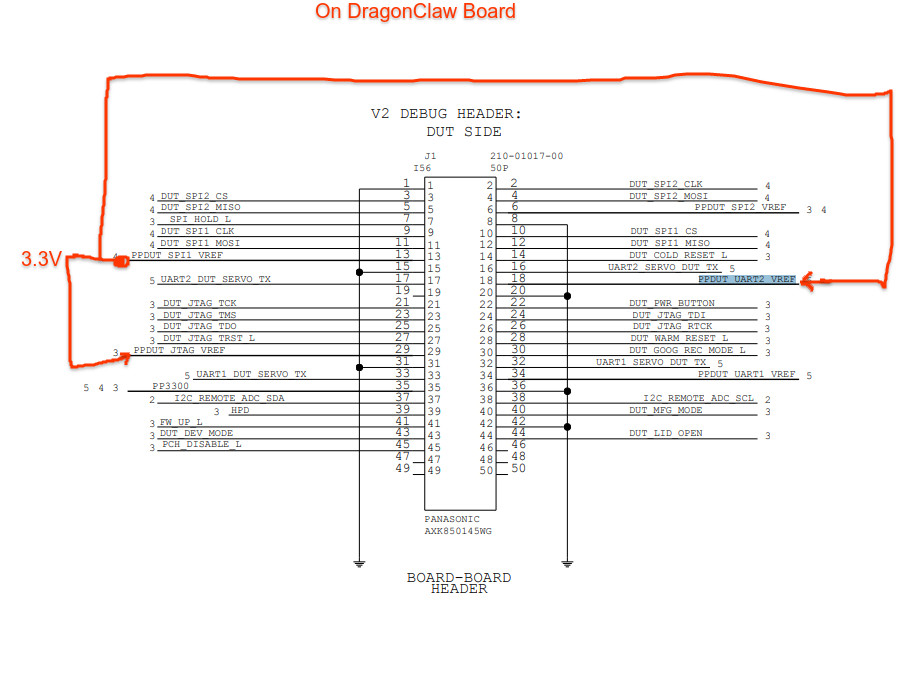 On DragonClaw Board
V2 DEBUG HEADER:
DUT SIDE
J1 210-01017-00
I56 50P
1 1 2 2 DUT_SPI2_CLK 4
4 DUT_SPI2_CS 3 3 4 4 DUT_SPI2_MOSI 4
4 DUT_SPI2_MISO 5 5 6 6 PPDUT_SPI2_VREF 3 4
3 SPI_HOLD_L 7 7 8 8
4 DUT_SPI1_CLK 9 9 10 10 DUT_SPI1_CS 4
4 DUT_SPI1_MOSI 11 11 12 12 DUT_SPI1_MISO 4
3.3V 4 PPDUT_SPI1_VREF 13 13 14 14 DUT_COLD_RESET_L 3
15 15 16 16 UART2_SERVO_DUT_TX 5
5 UART2_DUT_SERVO_TX 17 17 18 18 PPDUT_UART2_VREF
19 19 20 20
3 DUT_JTAG_TCK 21 21 22 22 DUT_PWR_BUTTON 3
3 DUT_JTAG_TMS 23 23 24 24 DUT_JTAG_TDI 3
3 DUT_JTAG_TDO 25 25 26 26 DUT_JTAG_RTCK 3
3 DUT_JTAG_TRST_L 27 27 28 28 DUT_WARM_RESET_L 3
3 PPDUT_JTAG_VREF 29 29 30 30 DUT_GOOG_REC_MODE_L 3
31 31 32 32 UART1_SERVO_DUT_TX 5
5 UART1_DUT_SERVO_TX 33 33 34 34 PPDUT_UART1_VREF 5
5 4 3 PP3300 35 35 36 36
2 I2C_REMOTE_ADC_SDA 37 37 38 38 I2C_REMOTE_ADC_SCL 2
3 HPD 39 39 40 40 DUT_MFG_MODE 3
3 FW_UP_L 41 41 42 42
3 DUT_DEV_MODE 43 43 44 44 DUT_LID_OPEN 3
3 PCH_DISABLE_L 45 45 46 46
47 47 48 48
49 49 50 50
PANASONIC
AXK850145WG
BOARD-BOARD
HEADER